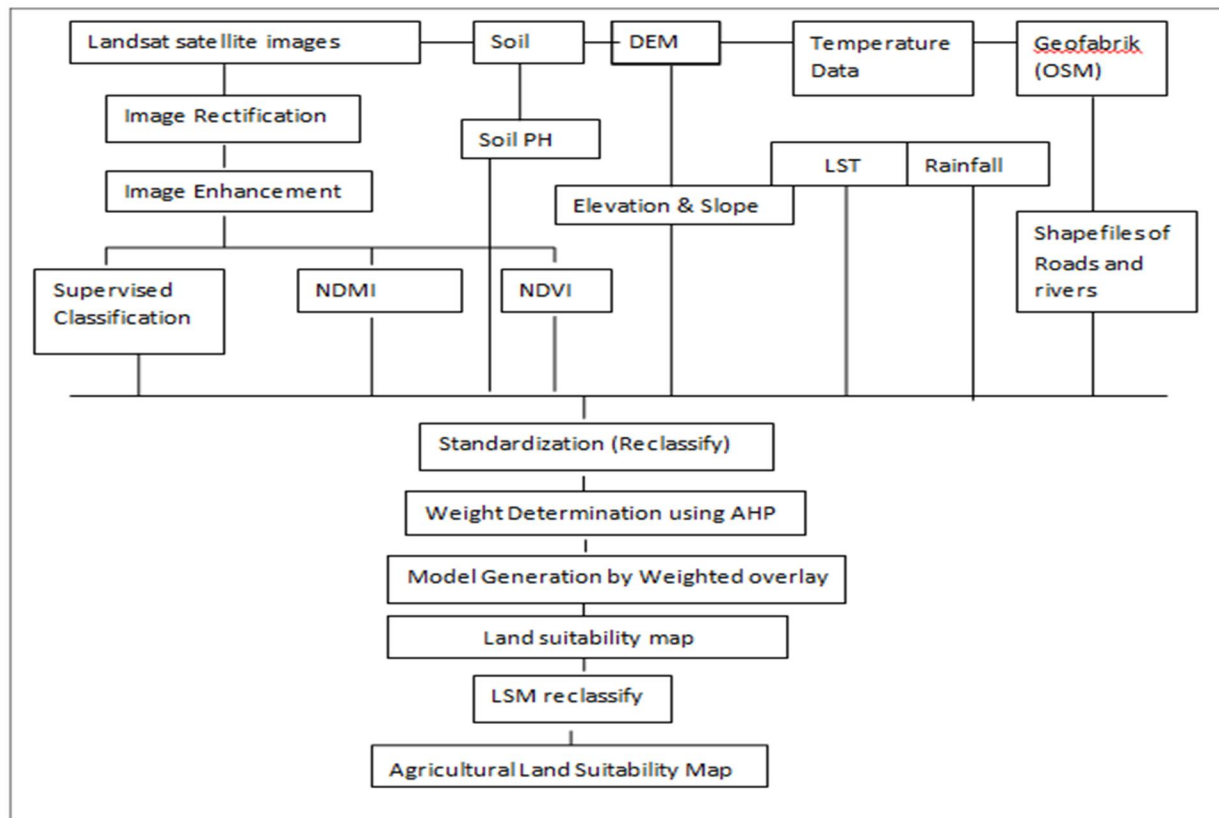 Landsat satellite images
Soil
DEM
Temperature
Data
Geofabrik
(OSM)
Image Rectification
Soil PH
Image Enhancement
LST
Rainfall
Elevation & Slope
Shapefiles of
Roads and
rivers
Supervised
Classification
NDMI
NDVI
Standardization (Reclassify)
Weight Determination using AHP
Model Generation by Weighted overlay
Land suitability map
LSM reclassify
Agricultural Land Suitability Map